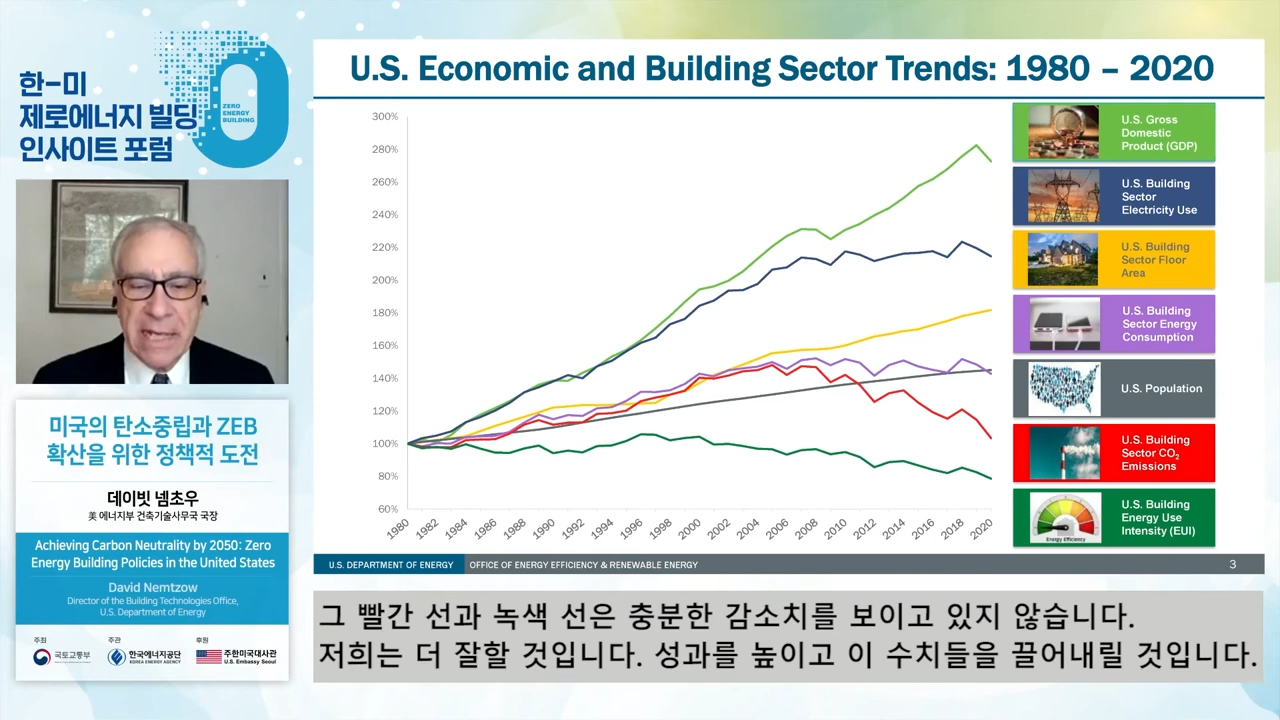 한-미
제로에너지 빌딩
인사이트 포럼
ZERO
ENERGY
BUILDING
미국의 탄소중립과 ZEB
확산을 위한 정책적 도전
데이빗 넴초우
美 에너지부 건축기술사무국 국장
Achieving Carbon Neutrality by 2050: Zero
Energy Building Policies in the United States
David Nemtzow
Director of the Building Technologies Office,
U.S. Department of Energy
주최
주관
후원
국토교통부
한국에너지공단
KOREA ENERGY AGENCY
주한미국대사관
U.S. Embassy Seoul
U.S. Economic and Building Sector Trends: 1980 – 2020
300%
280%
260%
240%
220%
200%
180%
160%
140%
120%
100%
80%
60%
1980
1982
1984
1986
1988
1990
1992
1994
1996
1998
2000
2002
2004
2006
2008
2010
2012
2014
2016
2018
2020
U.S. Gross
Domestic
Product (GDP)
U.S. Building
Sector
Electricity Use
U.S. Building
Sector Floor
Area
U.S. Building
Sector Energy
Consumption
U.S. Population
U.S. Building
Sector CO₂
Emissions
U.S. Building
Energy Use
Intensity (EUI)
Energy Efficiency
U.S. DEPARTMENT OF ENERGY
OFFICE OF ENERGY EFFICIENCY & RENEWABLE ENERGY
3
그 빨간 선과 녹색 선은 충분한 감소치를 보이고 있지 않습니다.
저희는 더 잘할 것입니다. 성과를 높이고 이 수치들을 끌어내릴 것입니다.